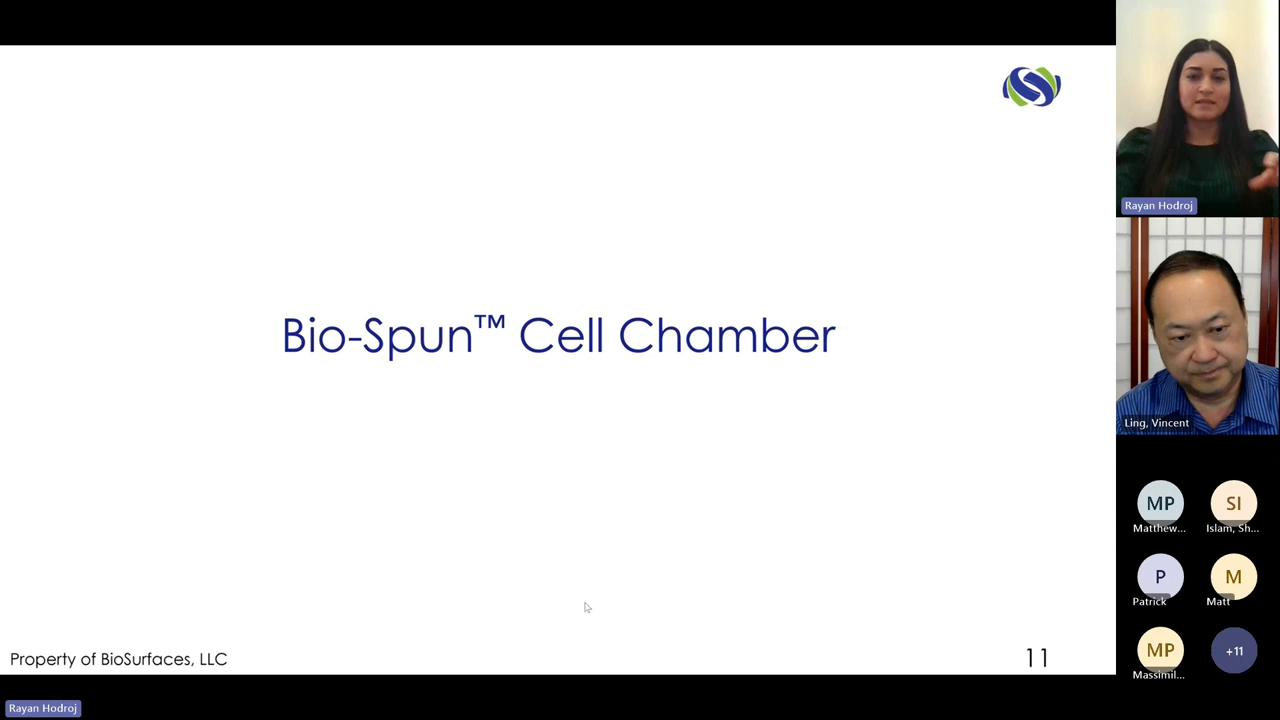 Bio-Spun™ Cell Chamber
Property of BioSurfaces, LLC
11
Rayan Hodroj
Rayan Hodroj
Ling, Vincent
MP
Matthew...
SI
Islam, Sh...
P
Patrick
M
Matt
MP
Massimil...
+11